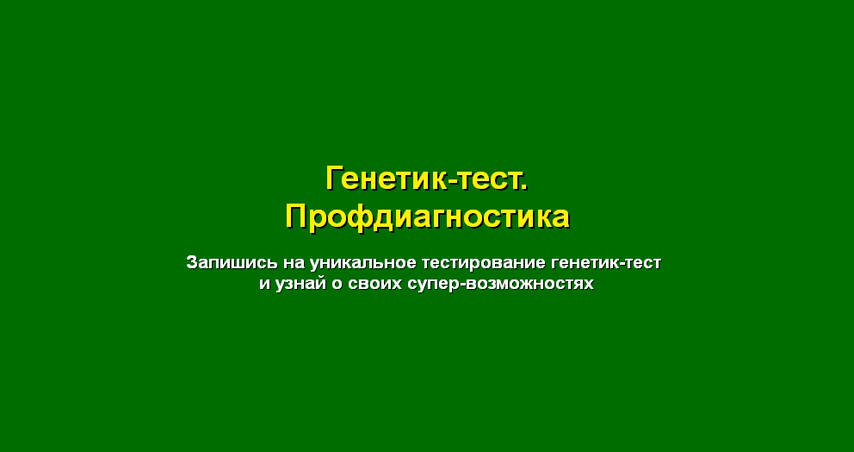 Генетик-тест.
Профдиагностика
Запишись на уникальное тестирование генетик-тест
и узнай о своих супер-возможностях